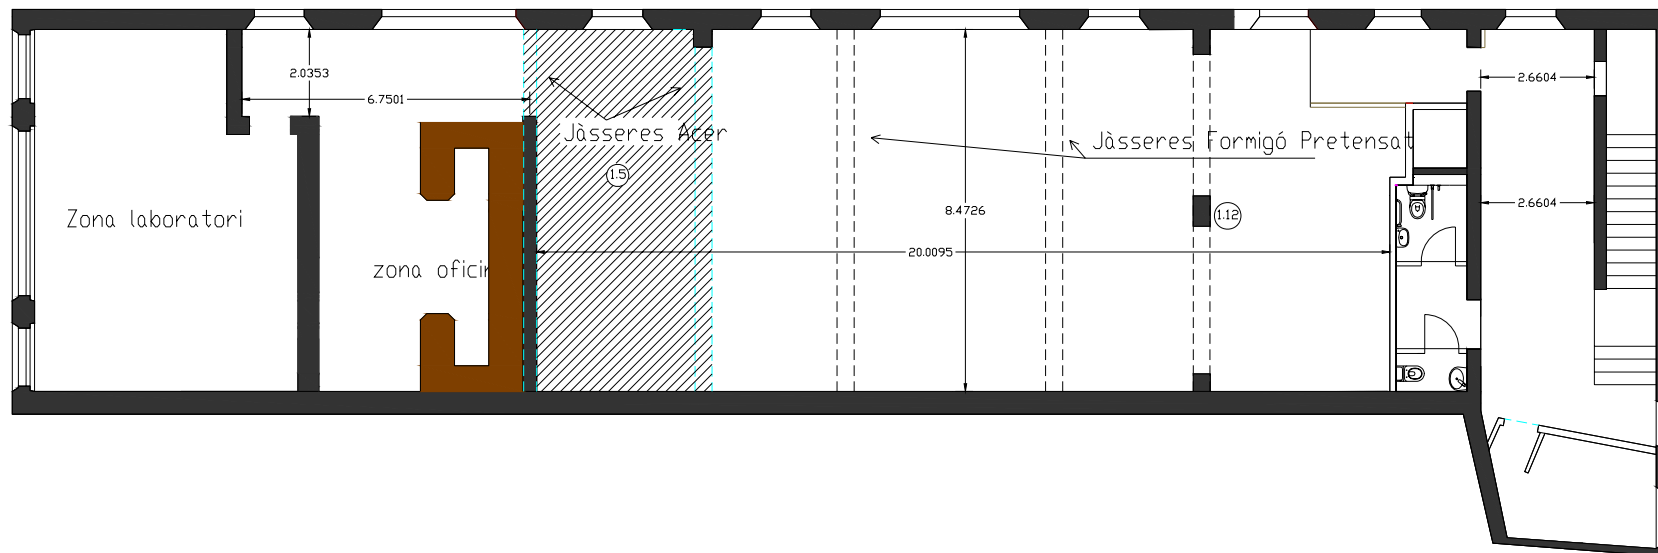 2.0353
6.7501
2.6604
Jàsseres Acer
Jàsseres Formigó Pretensat
1.5
Zona laboratori
8.4726
1.12
2.6604
20.0095
zona oficin